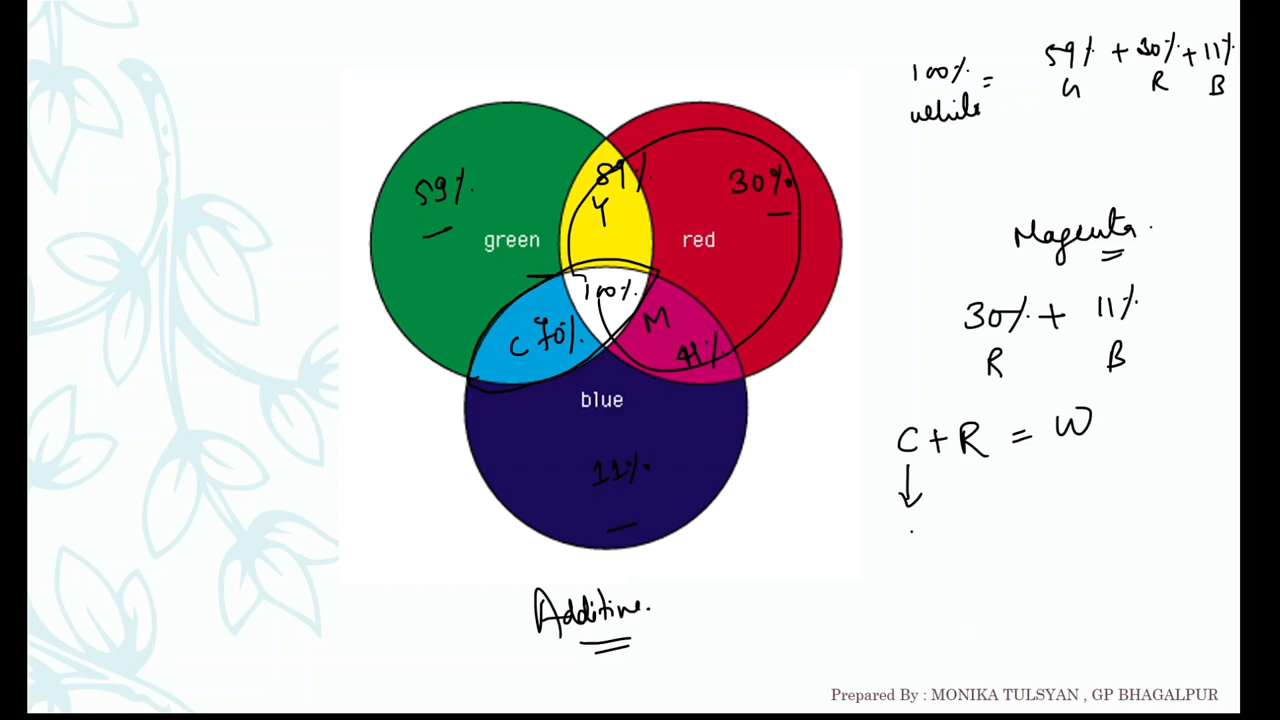 100% = 59% + 30% + 11%
while G R B
59%
89%
Y
30%
green
red
100%
C 70%
M
41%
blue
11%
Additive.
Magenta.
30% + 11%
R B
C + R = W
Prepared By : MONIKA TULSYAN , GP BHAGALPUR